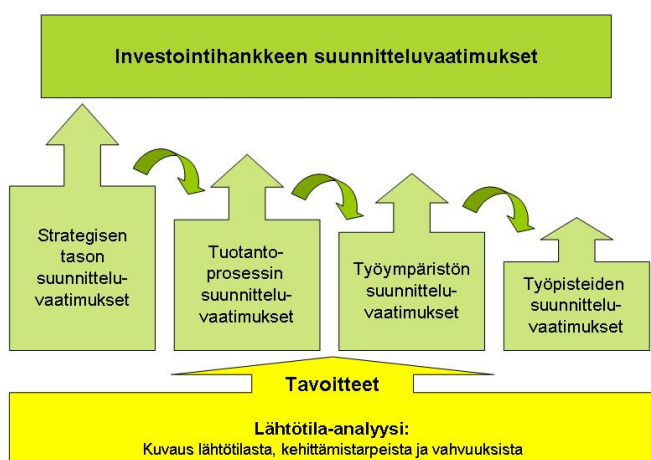 Investointihankkeen suunnitteluvaatimukset
Strategisen
tason
suunnittelu-
vaatimukset
Tuotanto-
prosessin
suunnittelu-
vaatimukset
Työympäristön
suunnittelu-
vaatimukset
Työpisteiden
suunnittelu-
vaatimukset
Tavoitteet
Lähtötila-analyysi:
Kuvaus lähtötilasta, kehittämistarpeista ja vahvuuksista